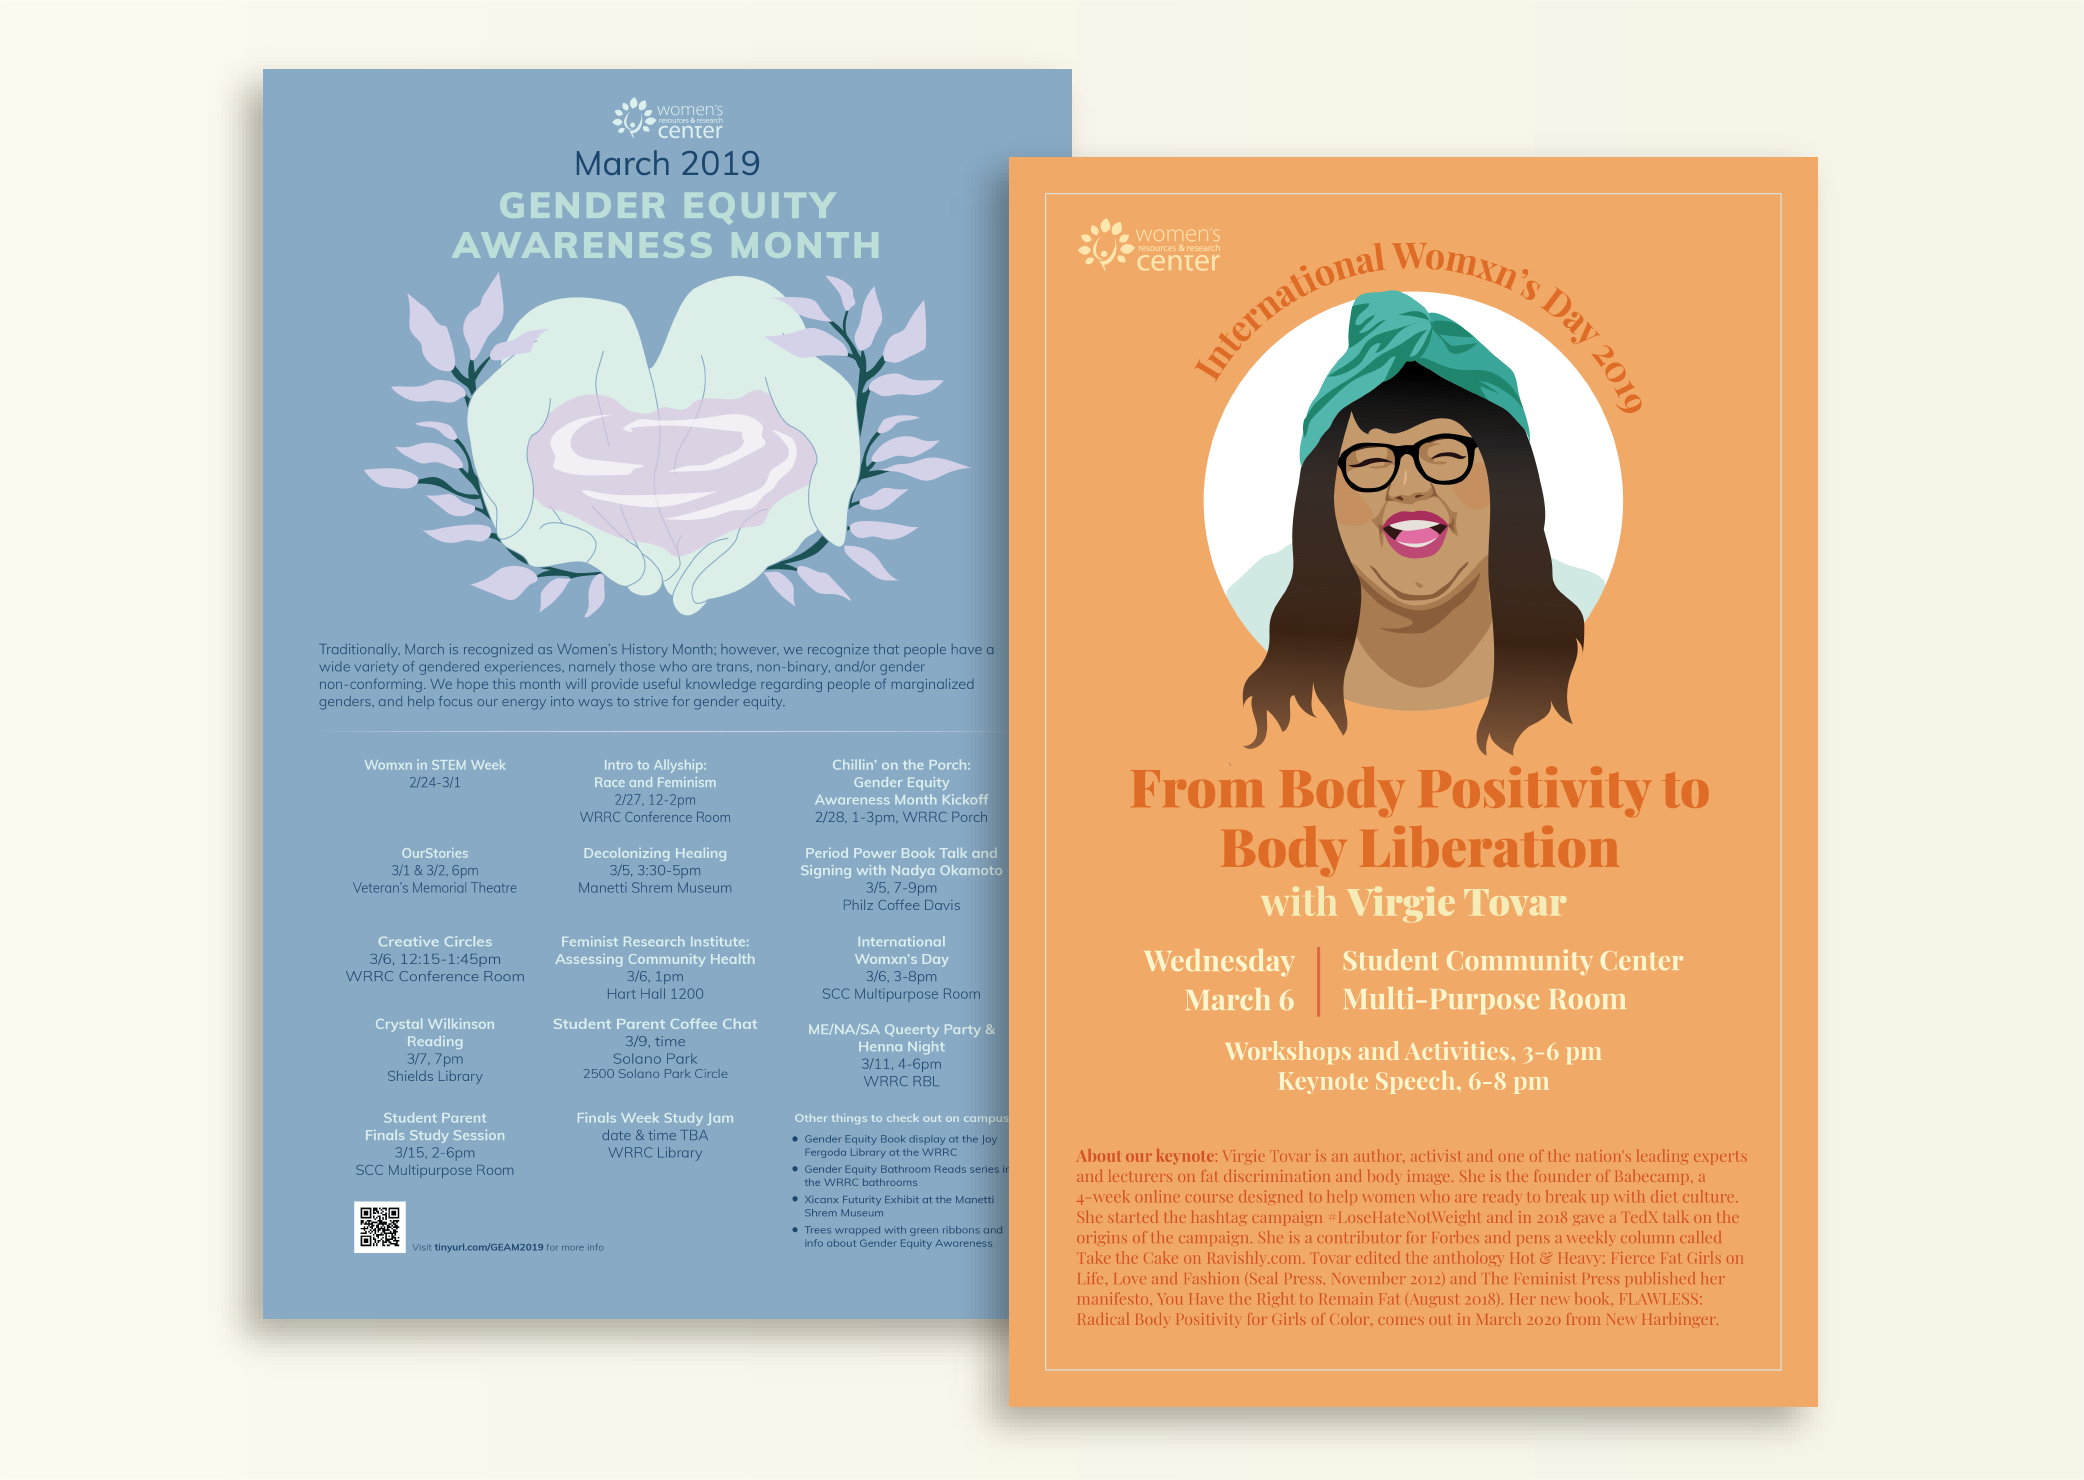 women's
resources & research
center
March 2019
GENDER EQUITY
AWARENESS MONTH
Traditionally, March is recognized as Women's History Month; however, we recognize that people have a
wide variety of gendered experiences, namely those who are trans, non-binary, and/or gender
non-conforming. We hope this month will provide useful knowledge regarding people of marginalized
genders, and help focus our energy into ways to strive for gender equity.
Womxn in STEM Week
2/24-3/1
Intro to Allyship:
Race and Feminism
2/27, 12-2pm
WRRC Conference Room
Chillin' on the Porch:
Gender Equity
Awareness Month Kickoff
2/28, 1-3pm, WRRC Porch
OurStories
3/1 & 3/2, 6pm
Veteran's Memorial Theatre
Decolonizing Healing
3/5, 3:30-5pm
Manetti Shrem Museum
Period Power Book Talk and
Signing with Nadya Okamoto
3/5, 7-9pm
Philz Coffee Davis
Creative Circles
3/6, 12:15-1:45pm
WRRC Conference Room
Feminist Research Institute:
Assessing Community Health
3/6, 1pm
Hart Hall 1200
International
Womxn's Day
3/6, 3-8pm
SCC Multipurpose Room
Crystal Wilkinson
Reading
3/7, 7pm
Shields Library
Student Parent Coffee Chat
3/9, time
Solano Park
2500 Solano Park Circle
ME/NA/SA Queerty Party &
Henna Night
3/11, 4-6pm
WRRC RBL
Student Parent
Finals Study Session
3/15, 2-6pm
SCC Multipurpose Room
Finals Week Study Jam
date & time TBA
WRRC Library
Other things to check out on campus
• Gender Equity Book display at the Joy
Fergoda Library at the WRRC
• Gender Equity Bathroom Reads series in
the WRRC bathrooms
• Xicanx Futurity Exhibit at the Manetti
Shrem Museum
• Trees wrapped with green ribbons and
info about Gender Equity Awareness
Visit tinyurl.com/GEAM2019 for more info
women's
resources & research
center
International Womxn's Day 2019
From Body Positivity to
Body Liberation
with Virgie Tovar
Wednesday
March 6
Student Community Center
Multi-Purpose Room
Workshops and Activities, 3-6 pm
Keynote Speech, 6-8 pm
About our keynote: Virgie Tovar is an author, activist and one of the nation's leading experts
and lecturers on fat discrimination and body image. She is the founder of Babecamp, a
4-week online course designed to help women who are ready to break up with diet culture.
She started the hashtag campaign #LoseHateNotWeight and in 2018 gave a TedX talk on the
origins of the campaign. She is a contributor for Forbes and pens a weekly column called
Take the Cake on Ravishly.com. Tovar edited the anthology Hot & Heavy: Fierce Fat Girls on
Life, Love and Fashion (Seal Press, November 2012) and The Feminist Press published her
manifesto, You Have the Right to Remain Fat (August 2018). Her new book, FLAWLESS:
Radical Body Positivity for Girls of Color, comes out in March 2020 from New Harbinger.